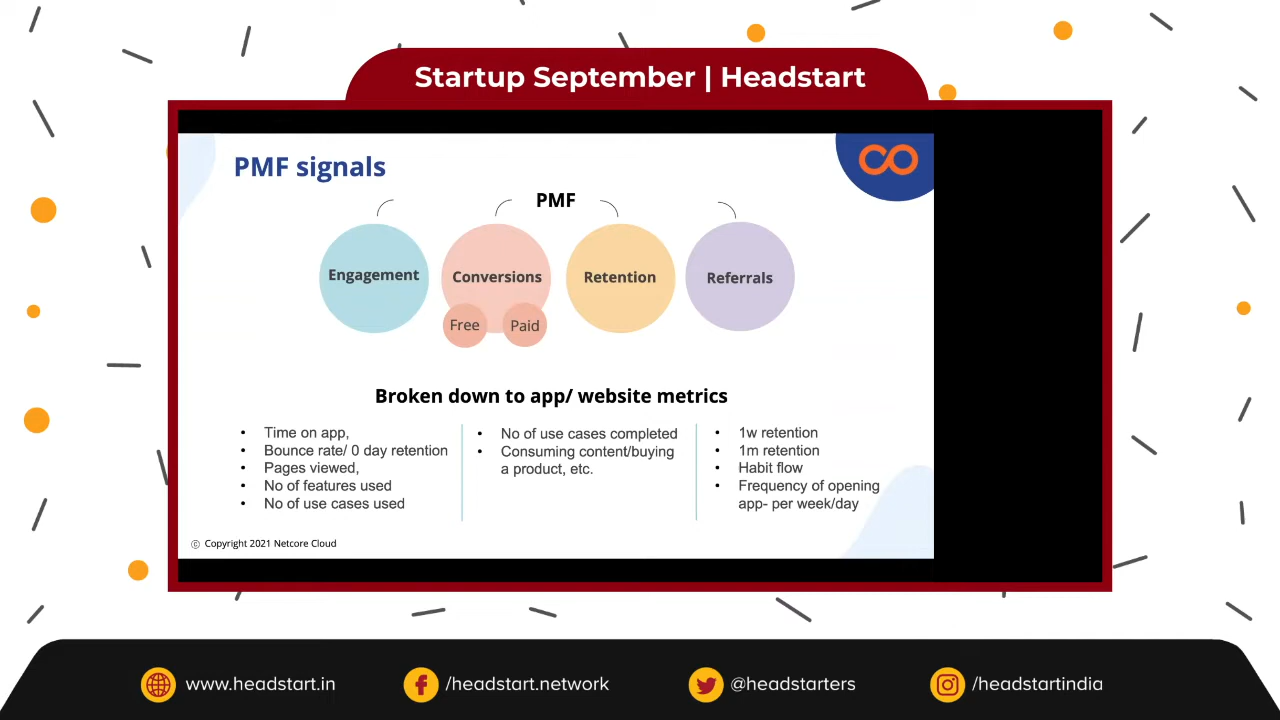 Startup September | Headstart
PMF signals
PMF
Engagement
Conversions
Retention
Referrals
Free
Paid
Broken down to app/ website metrics
• Time on app,
• Bounce rate/ 0 day retention
• Pages viewed,
• No of features used
• No of use cases used
• No of use cases completed
• Consuming content/buying
a product, etc.
• 1w retention
• 1m retention
• Habit flow
• Frequency of opening
app- per week/day
© Copyright 2021 Netcore Cloud
www.headstart.in
/headstart.network
@headstarters
/headstartindia